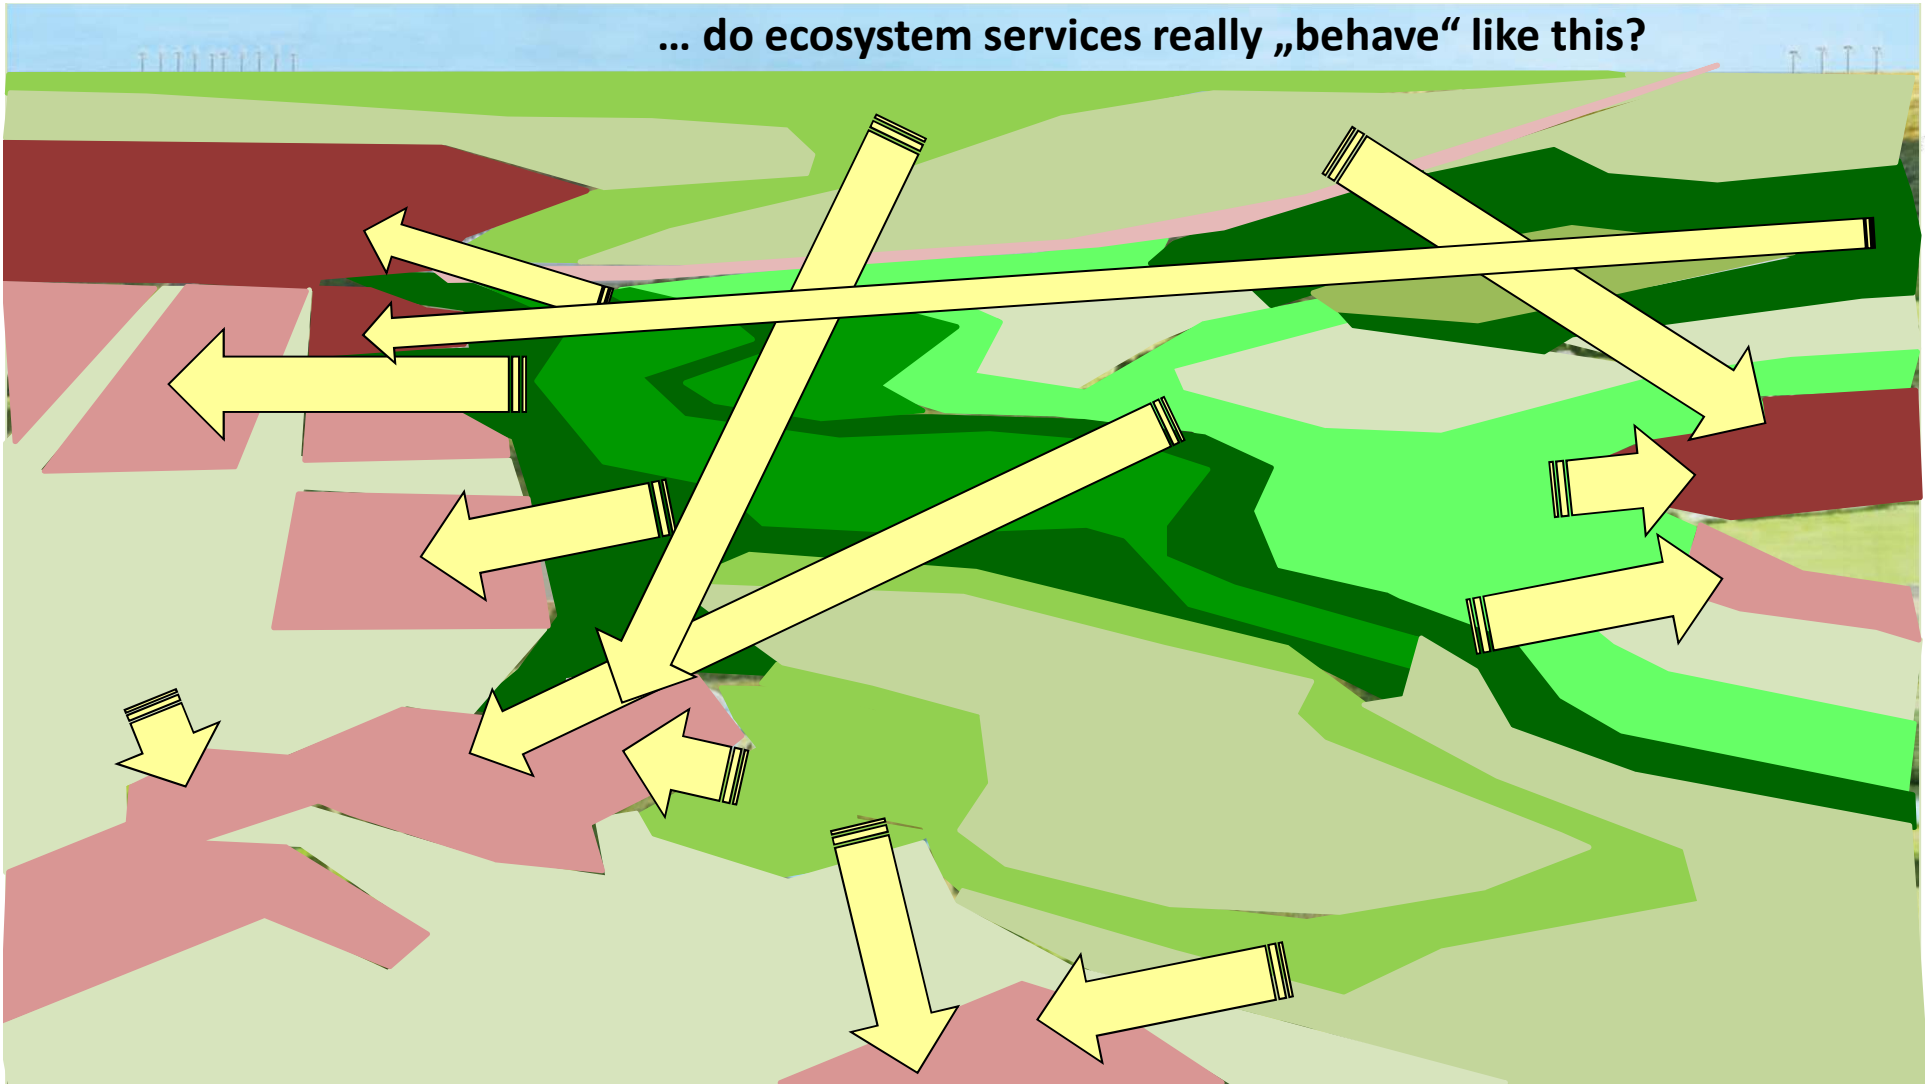 … do ecosystem services really „behave“ like this?